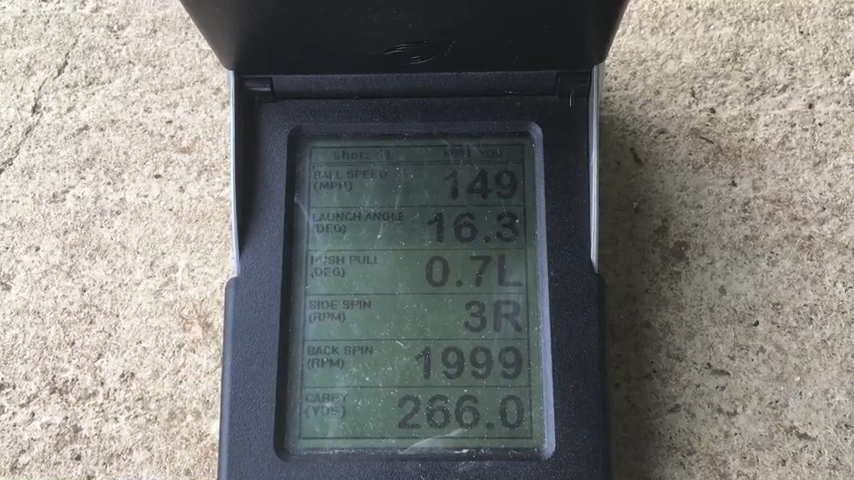 BALL SPEED 149
(MPH)
LAUNCH ANGLE 16.3
(DEG)
PUSH PULL 0.7L
(DEG)
SIDE SPIN 3R
(RPM)
BACK SPIN 1999
(RPM)
CARRY 266.0
(YDS)